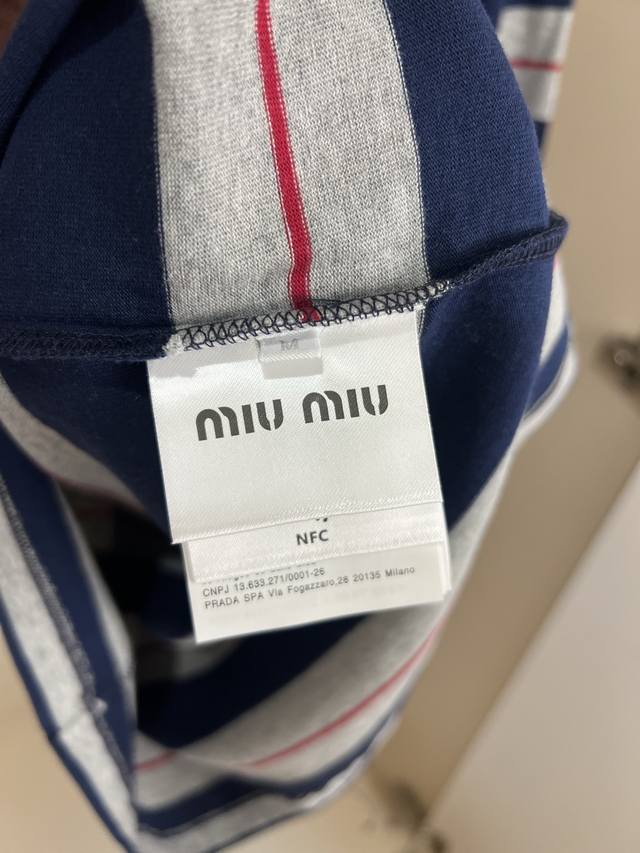 M
miu miu
NFC
CNPJ 13.633.271/0001-26
PRADA SPA Via Fogazzaro,28 20135 Milano